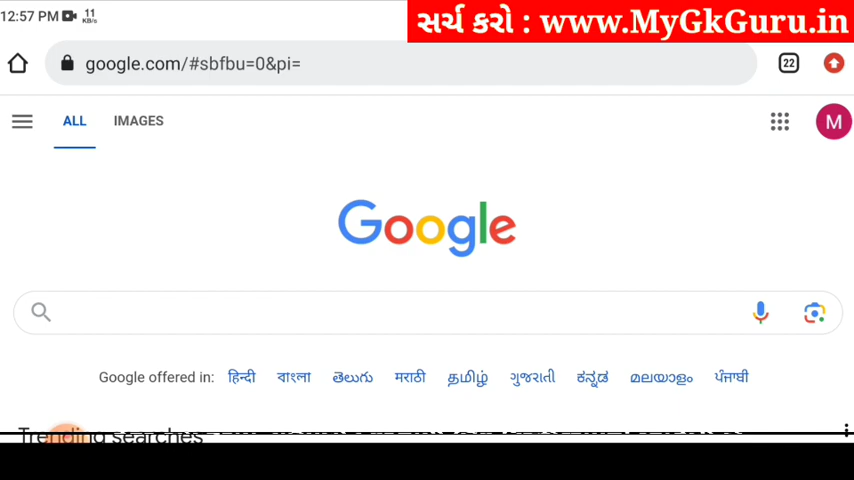 12:57 PM 11 KB/s
સર્ચ કરો : www.MyGkGuru.in
google.com/#sbfbu=0&pi=
22
ALL IMAGES
M
Google
Google offered in: हिन्दी বাংলা తెలుగు मराठी தமிழ் ગુજરાતી ಕನ್ನಡ മലയാളം ਪੰਜਾਬੀ
Trending searches